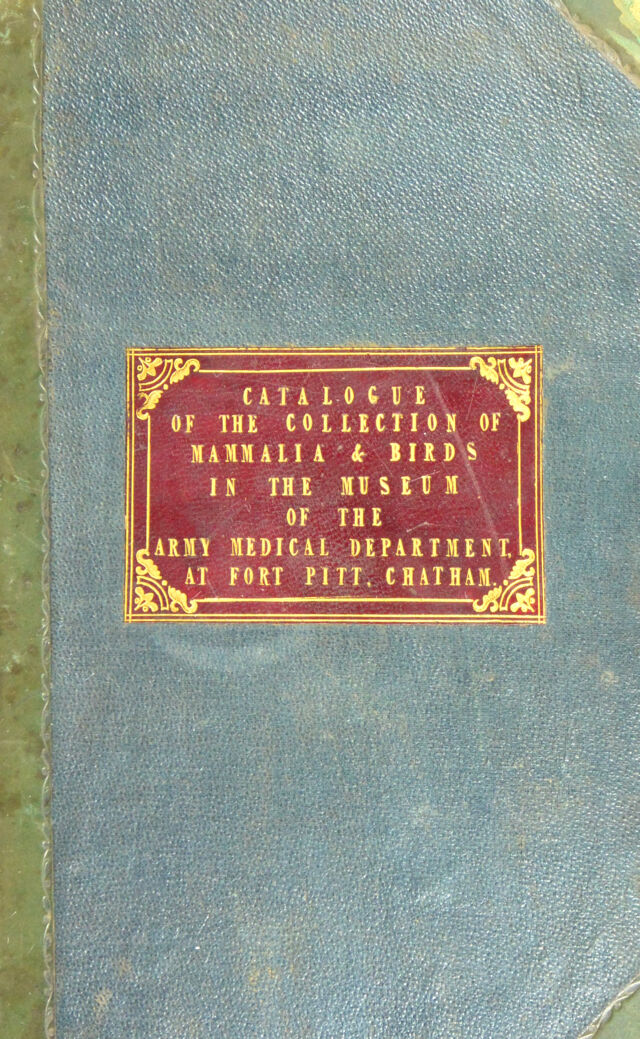 CATALOGUE
OF THE COLLECTION OF
MAMMALIA & BIRDS
IN THE MUSEUM
OF THE
ARMY MEDICAL DEPARTMENT,
AT FORT PITT, CHATHAM.